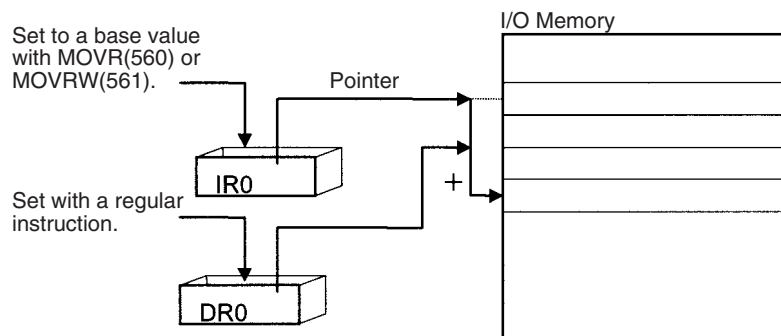 I/O Memory
Set to a base value
with MOVR(560) or
MOVRW(561).
Pointer
IR0
+
Set with a regular
instruction.
DR0